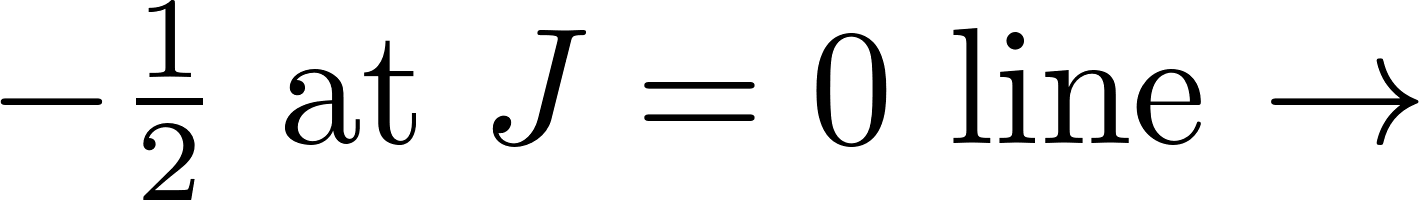 −1/2 at J = 0 line →